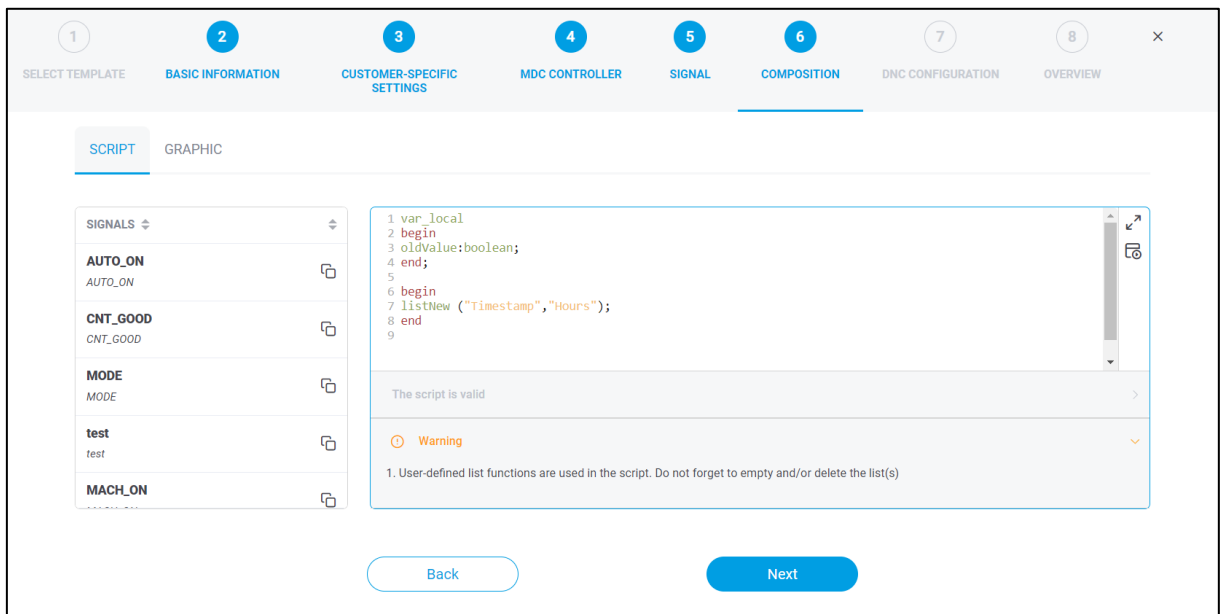 1 2 3 4 5 6 7 8
SELECT TEMPLATE BASIC INFORMATION CUSTOMER-SPECIFIC SETTINGS MDC CONTROLLER SIGNAL COMPOSITION DNC CONFIGURATION OVERVIEW
SCRIPT GRAPHIC
SIGNALS
AUTO_ON
AUTO_ON
CNT_GOOD
CNT_GOOD
MODE
MODE
test
test
MACH_ON
1 var_local
2 begin
3 oldValue:boolean;
4 end;
5
6 begin
7 listNew ("Timestamp","Hours");
8 end
9
The script is valid
Warning
1. User-defined list functions are used in the script. Do not forget to empty and/or delete the list(s)
Back Next